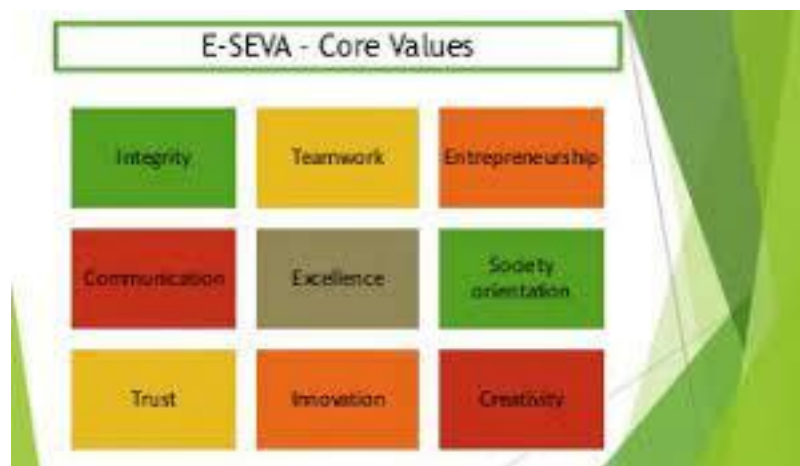 E-SEVA - Core Values
Integrity
Teamwork
Entrepreneurship
Communication
Excellence
Society
orientation
Trust
Innovation
Creativity